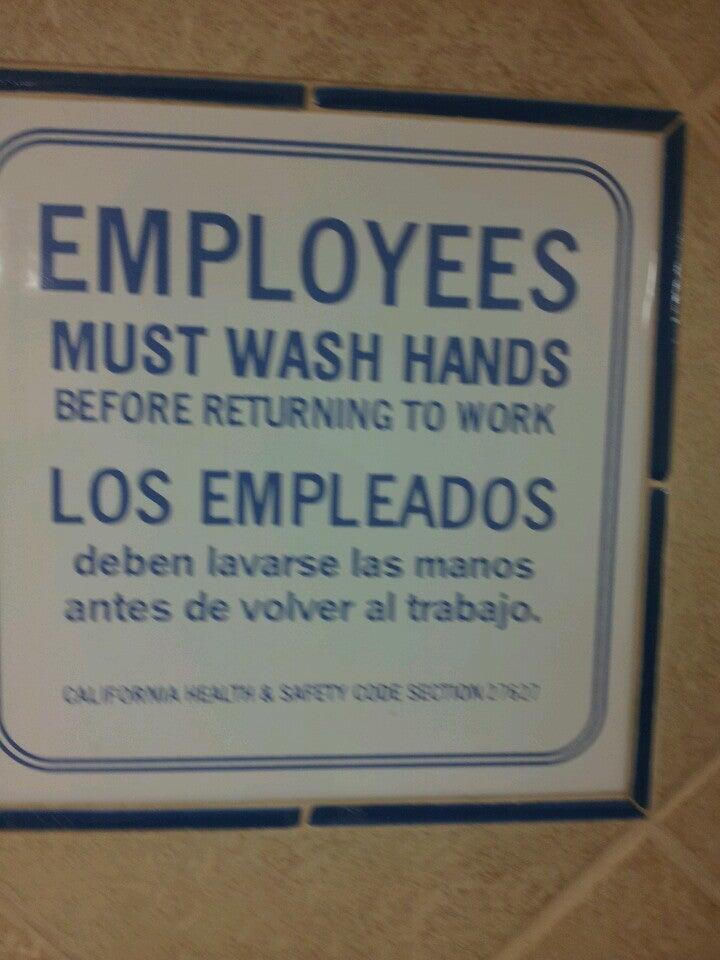 EMPLOYEES
MUST WASH HANDS
BEFORE RETURNING TO WORK
LOS EMPLEADOS
deben lavarse las manos
antes de volver al trabajo.
CALIFORNIA HEALTH & SAFETY CODE SECTION 27627